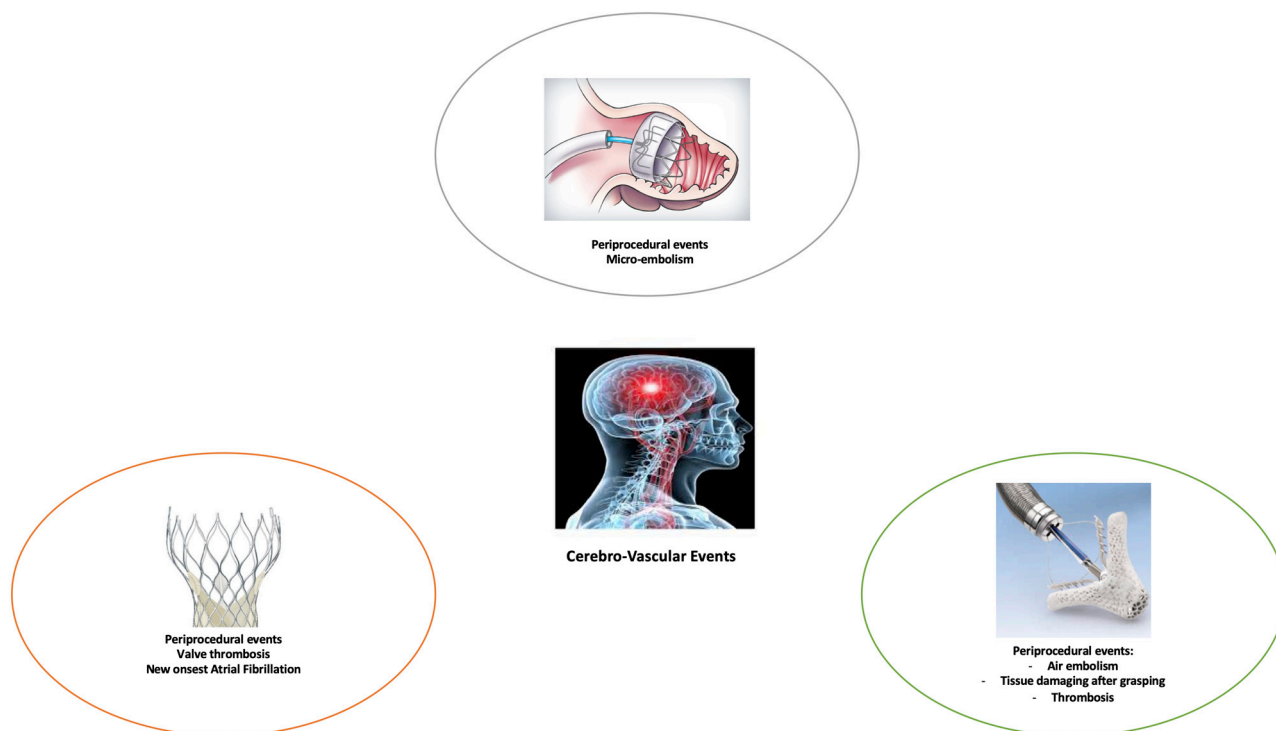 Periprocedural events
Micro-embolism
Cerebro-Vascular Events
Periprocedural events
Valve thrombosis
New onsest Atrial Fibrillation
Periprocedural events:
- Air embolism
- Tissue damaging after grasping
- Thrombosis